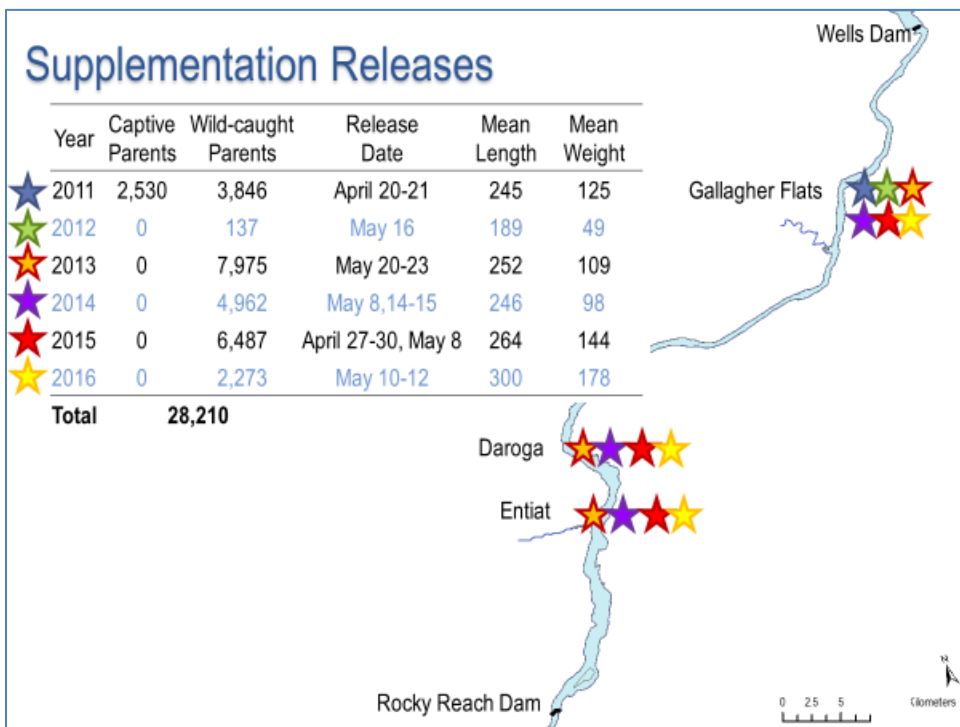 Supplementation Releases
Year Captive Parents Wild-caught Parents Release Date Mean Length Mean Weight
2011 2,530 3,846 April 20-21 245 125
2012 0 137 May 16 189 49
2013 0 7,975 May 20-23 252 109
2014 0 4,962 May 8,14-15 246 98
2015 0 6,487 April 27-30, May 8 264 144
2016 0 2,273 May 10-12 300 178
Total 28,210
Wells Dam
Gallagher Flats
Daroga
Entiat
Rocky Reach Dam
N
0 2.5 5 ilometers